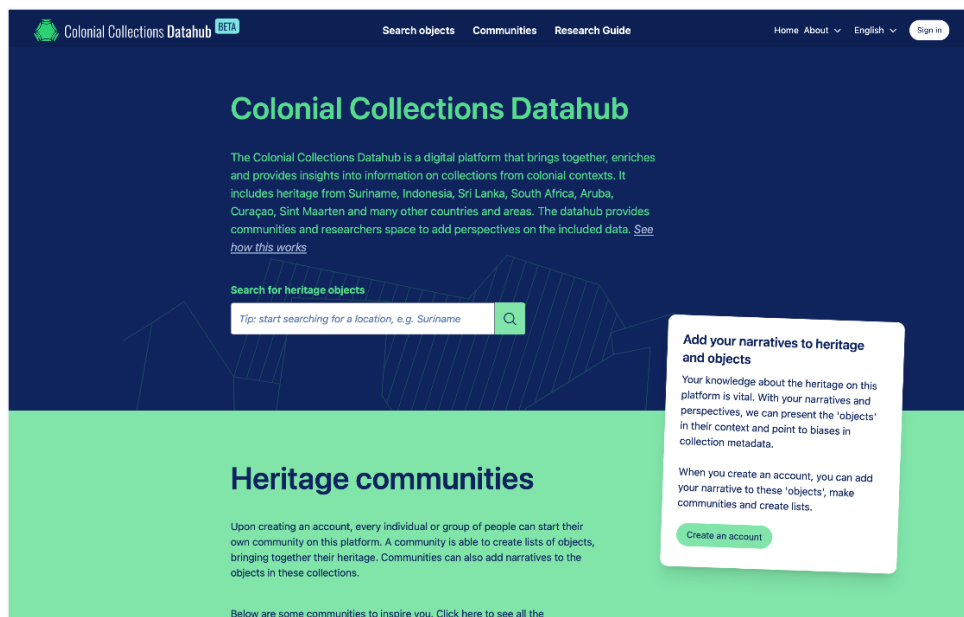 Colonial Collections Datahub BETA
Search objects Communities Research Guide
Home About English Sign in
Colonial Collections Datahub
The Colonial Collections Datahub is a digital platform that brings together, enriches
and provides insights into information on collections from colonial contexts. It
includes heritage from Suriname, Indonesia, Sri Lanka, South Africa, Aruba,
Curaçao, Sint Maarten and many other countries and areas. The datahub provides
communities and researchers space to add perspectives on the included data. See
how this works
Search for heritage objects
Tip: start searching for a location, e.g. Suriname
Add your narratives to heritage
and objects
Your knowledge about the heritage on this
platform is vital. With your narratives and
perspectives, we can present the 'objects'
in their context and point to biases in
collection metadata.
When you create an account, you can add
your narrative to these 'objects', make
communities and create lists.
Create an account
Heritage communities
Upon creating an account, every individual or group of people can start their
own community on this platform. A community is able to create lists of objects,
bringing together their heritage. Communities can also add narratives to the
objects in these collections.
Below are some communities to inspire you. Click here to see all the